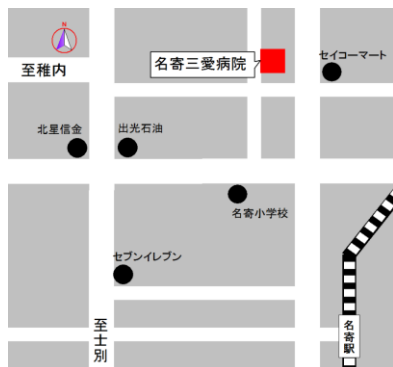 N
至稚内
名寄三愛病院
セイコーマート
北星信金
出光石油
名寄小学校
セブンイレブン
至士別
名寄駅